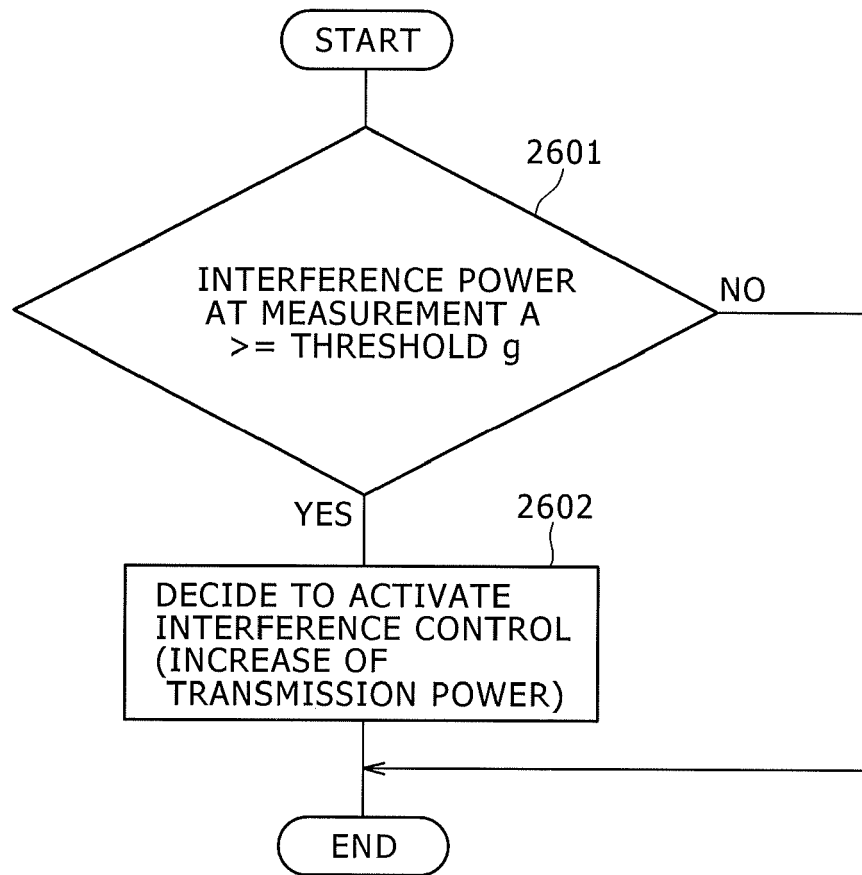 START
2601
INTERFERENCE POWER
AT MEASUREMENT A
>= THRESHOLD g
NO
YES
2602
DECIDE TO ACTIVATE
INTERFERENCE CONTROL
(INCREASE OF
TRANSMISSION POWER)
END